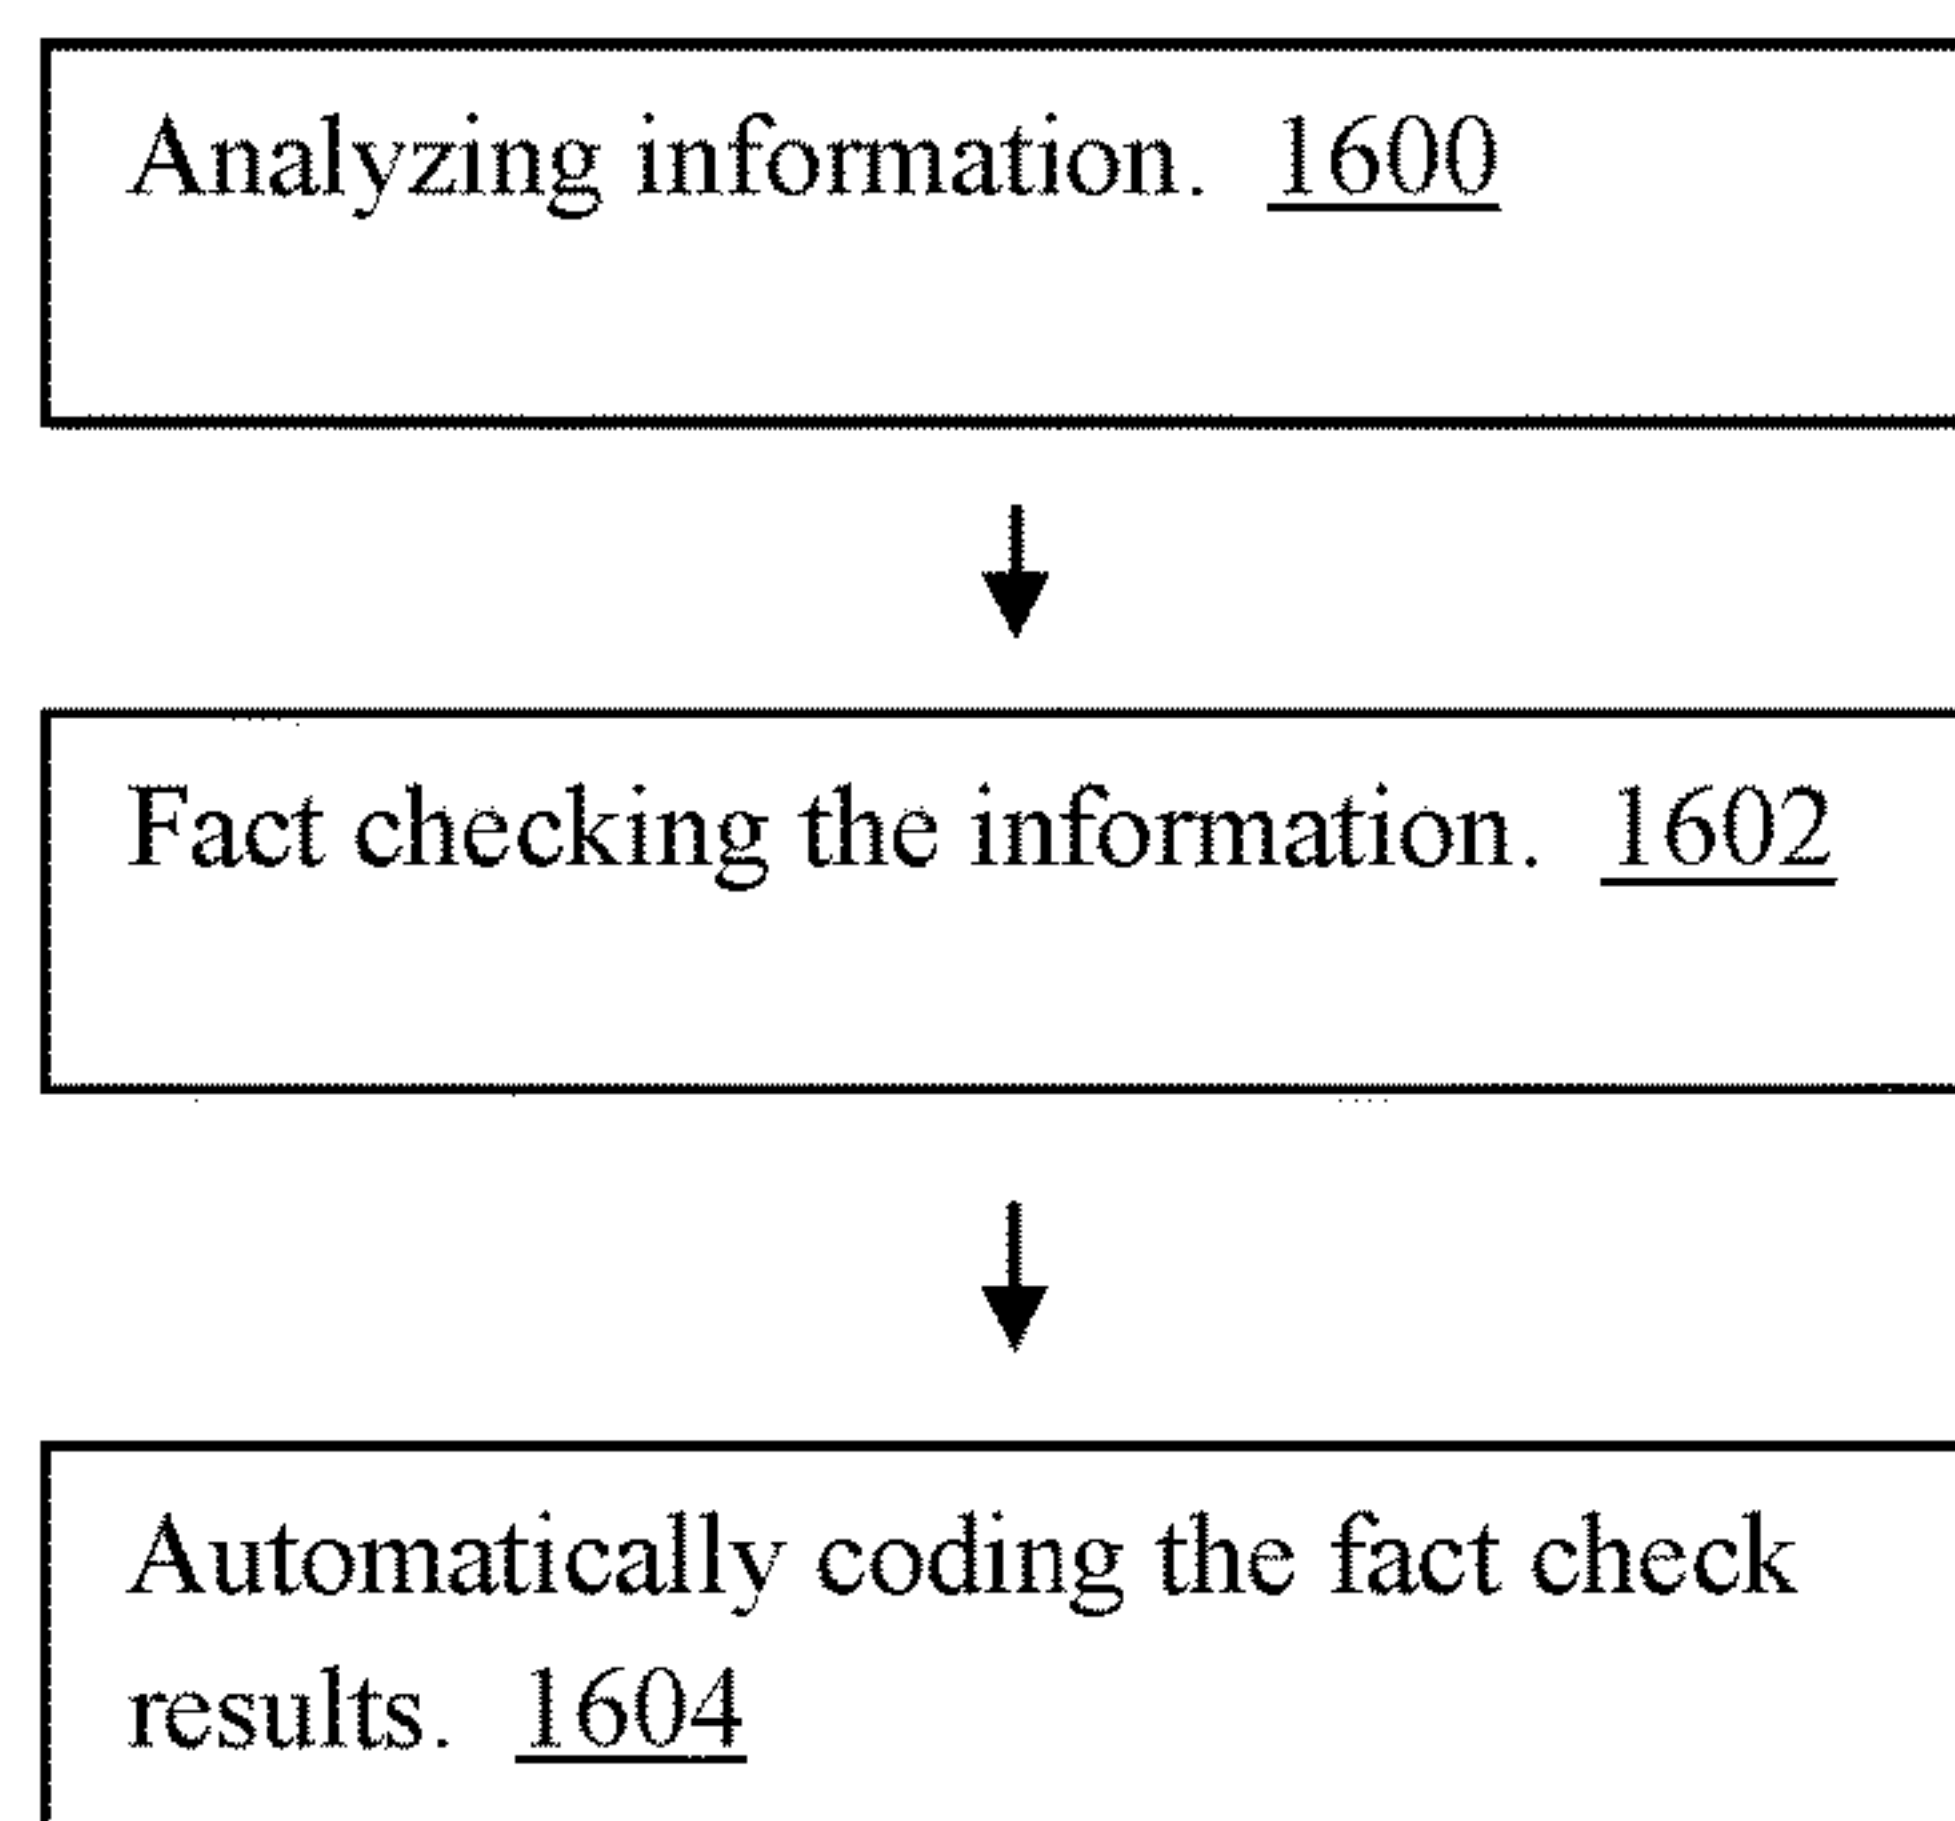 Analyzing information. 1600
Fact checking the information. 1602
Automatically coding the fact check
results. 1604